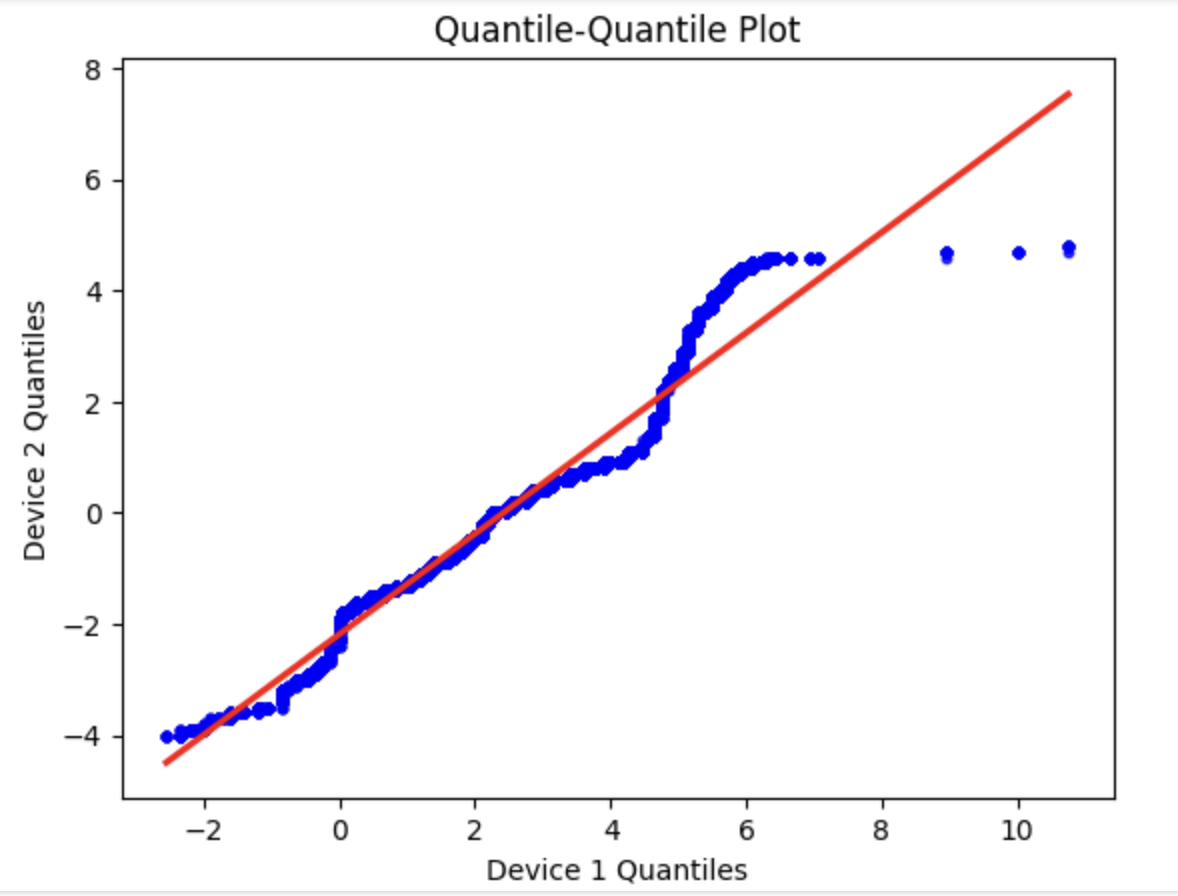 Quantile-Quantile Plot
8
6
4
2
0
−2
−4
Device 2 Quantiles
−2 0 2 4 6 8 10
Device 1 Quantiles